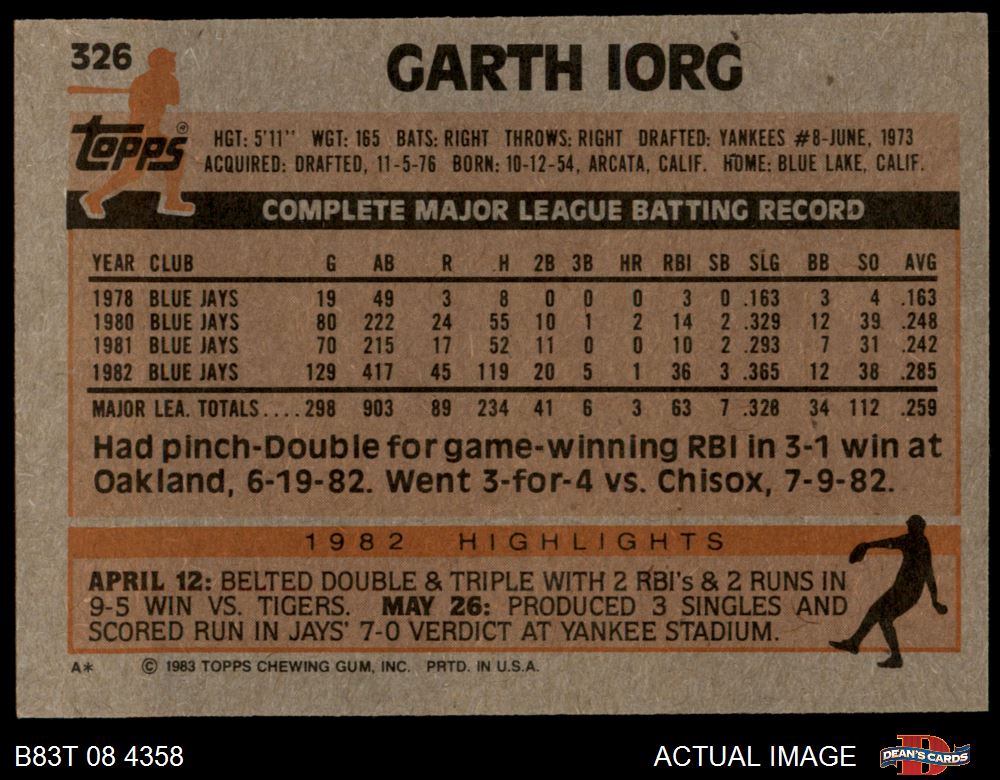 326
GARTH IORG
Topps®
HGT: 5'11'' WGT: 165 BATS: RIGHT THROWS: RIGHT DRAFTED: YANKEES #8-JUNE, 1973
ACQUIRED: DRAFTED, 11-5-76 BORN: 10-12-54, ARCATA, CALIF. HOME: BLUE LAKE, CALIF.
COMPLETE MAJOR LEAGUE BATTING RECORD
YEAR CLUB G AB R H 2B 3B HR RBI SB SLG BB SO AVG
1978 BLUE JAYS 19 49 3 8 0 0 0 3 0 .163 3 4 .163
1980 BLUE JAYS 80 222 24 55 10 1 2 14 2 .329 12 39 .248
1981 BLUE JAYS 70 215 17 52 11 0 0 10 2 .293 7 31 .242
1982 BLUE JAYS 129 417 45 119 20 5 1 36 3 .365 12 38 .285
MAJOR LEA. TOTALS....298 903 89 234 41 6 3 63 7 .328 34 112 .259
Had pinch-Double for game-winning RBI in 3-1 win at
Oakland, 6-19-82. Went 3-for-4 vs. Chisox, 7-9-82.
1982 HIGHLIGHTS
APRIL 12: BELTED DOUBLE & TRIPLE WITH 2 RBI's & 2 RUNS IN
9-5 WIN VS. TIGERS. MAY 26: PRODUCED 3 SINGLES AND
SCORED RUN IN JAYS' 7-0 VERDICT AT YANKEE STADIUM.
A* © 1983 TOPPS CHEWING GUM, INC. PRTD. IN U.S.A.
B83T 08 4358 ACTUAL IMAGE DEAN'S CARDS